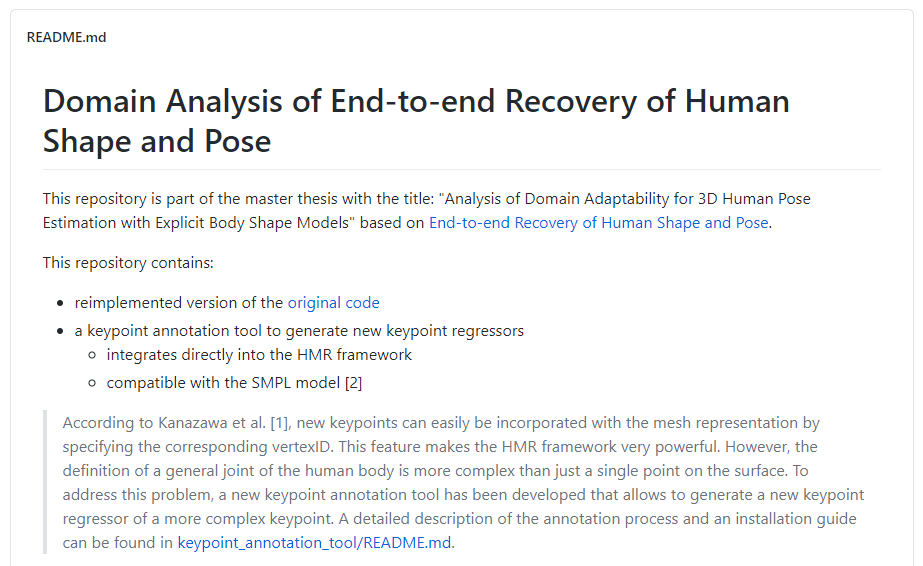 README.md
Domain Analysis of End-to-end Recovery of Human
Shape and Pose
This repository is part of the master thesis with the title: "Analysis of Domain Adaptability for 3D Human Pose
Estimation with Explicit Body Shape Models" based on End-to-end Recovery of Human Shape and Pose.
This repository contains:
• reimplemented version of the original code
• a keypoint annotation tool to generate new keypoint regressors
◦ integrates directly into the HMR framework
◦ compatible with the SMPL model [2]
According to Kanazawa et al. [1], new keypoints can easily be incorporated with the mesh representation by
specifying the corresponding vertexID. This feature makes the HMR framework very powerful. However, the
definition of a general joint of the human body is more complex than just a single point on the surface. To
address this problem, a new keypoint annotation tool has been developed that allows to generate a new keypoint
regressor of a more complex keypoint. A detailed description of the annotation process and an installation guide
can be found in keypoint_annotation_tool/README.md.